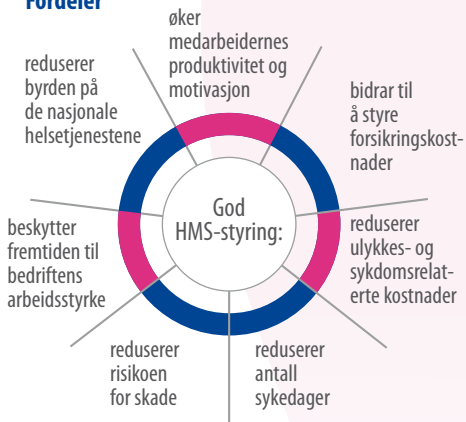 Fordeler
øker
medarbeidernes
produktivitet og
motivasjon
bidrar til
å styre
forsikringskost-
nader
reduserer
ulykkes- og
sykdomsrelat-
erte kostnader
reduserer
antall
sykedager
reduserer
risikoen
for skade
beskytter
fremtiden til
bedriftens
arbeidsstyrke
reduserer
byrden på
de nasjonale
helsetjenestene
God
HMS-styring: